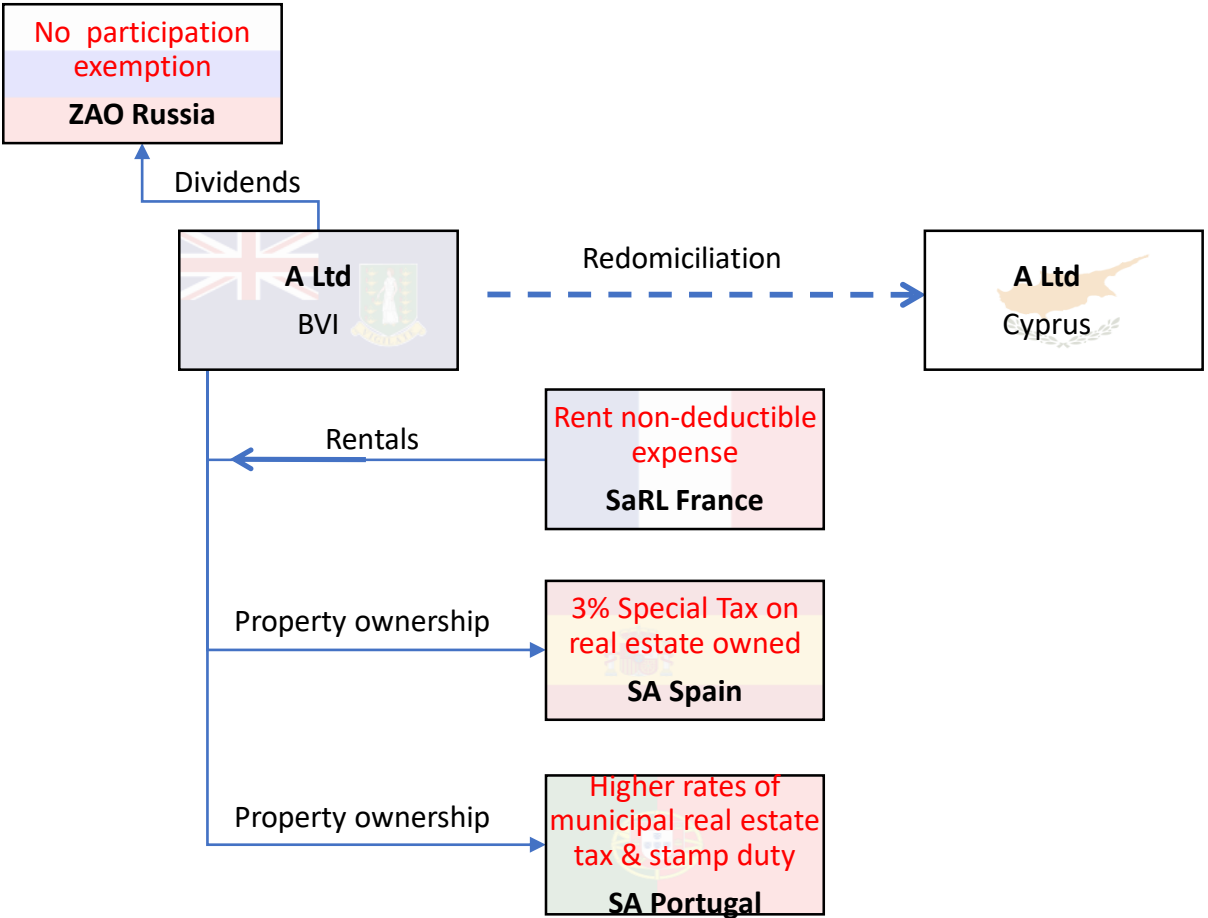 No participation
exemption
ZAO Russia
Dividends
A Ltd
BVI
Redomiciliation
A Ltd
Cyprus
Rentals
Rent non-deductible
expense
SaRL France
Property ownership
3% Special Tax on
real estate owned
SA Spain
Property ownership
Higher rates of
municipal real estate
tax & stamp duty
SA Portugal
VIGILATE